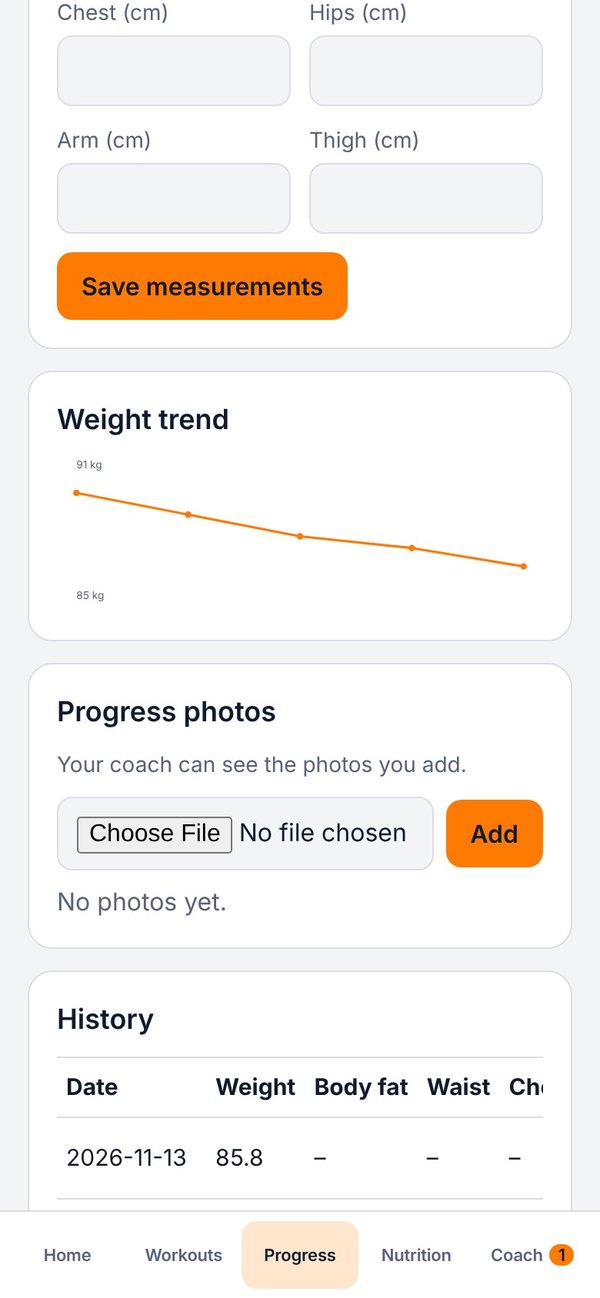 Chest (cm) Hips (cm)
Arm (cm) Thigh (cm)
Save measurements
Weight trend
91 kg
85 kg
Progress photos
Your coach can see the photos you add.
Choose File No file chosen Add
No photos yet.
History
Date Weight Body fat Waist Che
2026-11-13 85.8 – – –
Home Workouts Progress Nutrition Coach 1